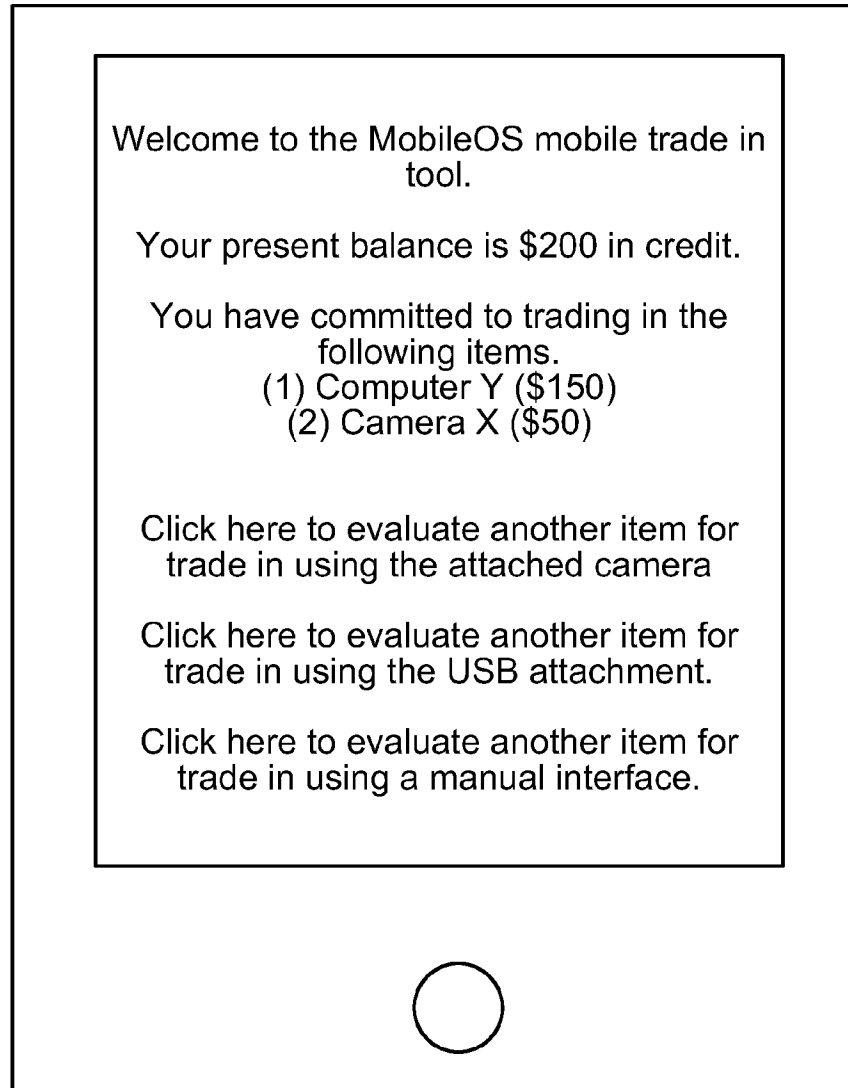 Welcome to the MobileOS mobile trade in
tool.
Your present balance is $200 in credit.
You have committed to trading in the
following items.
(1) Computer Y ($150)
(2) Camera X ($50)
Click here to evaluate another item for
trade in using the attached camera
Click here to evaluate another item for
trade in using the USB attachment.
Click here to evaluate another item for
trade in using a manual interface.